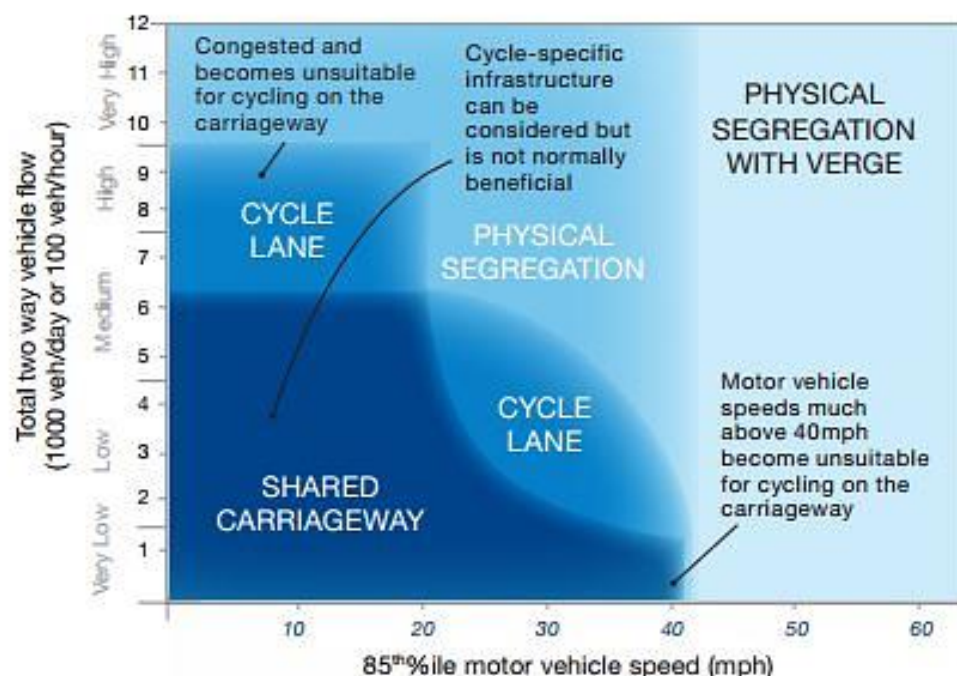 Total two way vehicle flow
(1000 veh/day or 100 veh/hour)
Very High
High
Medium
Low
Very Low
12
11
10
9
8
7
6
5
4
3
2
1
Congested and
becomes unsuitable
for cycling on the
carriageway
Cycle-specific
infrastructure
can be
considered but
is not normally
beneficial
PHYSICAL
SEGREGATION
WITH VERGE
CYCLE
LANE
PHYSICAL
SEGREGATION
CYCLE
LANE
Motor vehicle
speeds much
above 40mph
become unsuitable
for cycling on the
carriageway
SHARED
CARRIAGEWAY
10
20
30
40
50
60
85th%ile motor vehicle speed (mph)